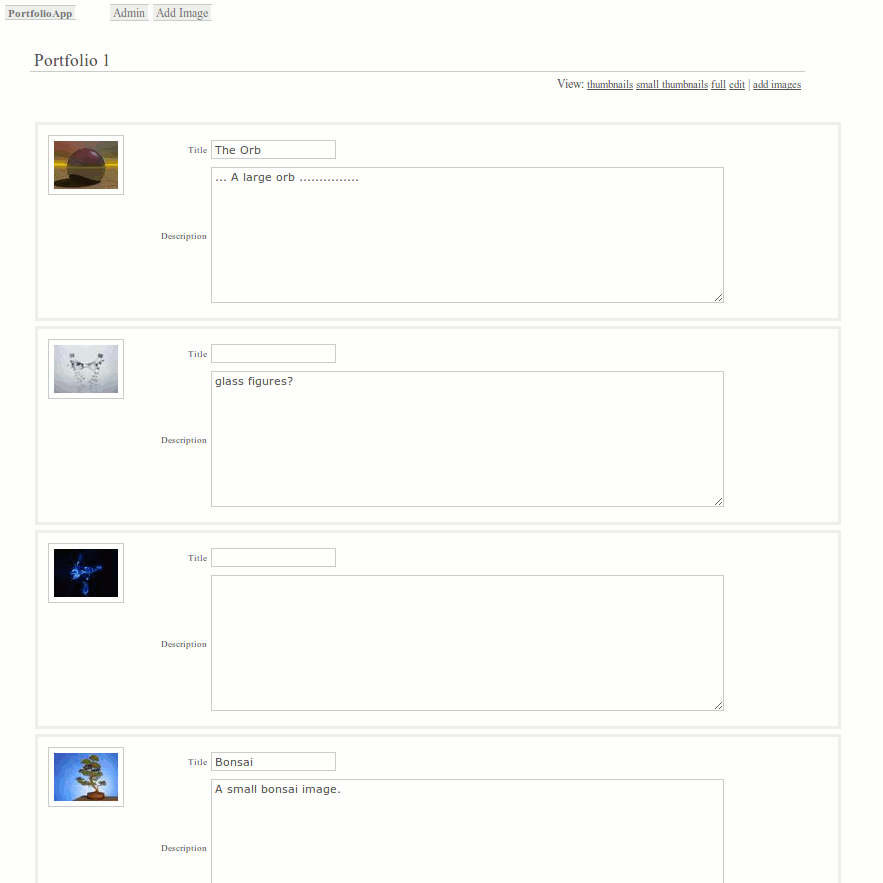 PortfolioApp Admin Add Image
Portfolio 1
View: thumbnails small thumbnails full edit | add images
Title The Orb
... A large orb ...............
Description
Title
glass figures?
Description
Title
Description
Title Bonsai
A small bonsai image.
Description